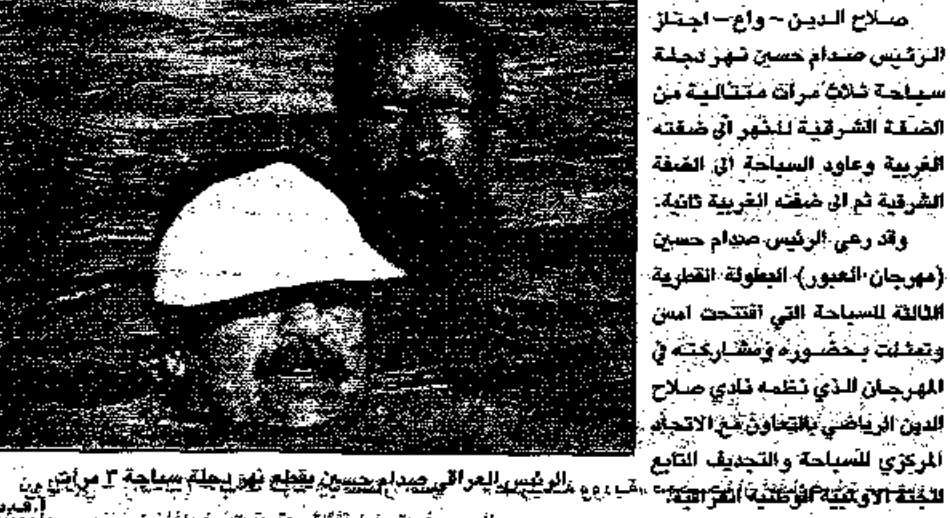 صلاح الدين - واع - اجتاز
الرئيس صدام حسين نهر دجلة
سباحة ثلاث مرات متتالية من
الضفة الشرقية للنهر الى ضفته
الغربية وعاود السباحة الى الضفة
الشرقية ثم الى ضفته الغربية ثانية.
وقد رعى الرئيس صدام حسين
(مهرجان العبور) البطولة القطرية
الثالثة للسباحة التي افتتحت امس
وتمثلت بحضوره ومشاركته في
المهرجان الذي نظمه نادي صلاح
الدين الرياضي بالتعاون مع الاتحاد
المركزي للسباحة والتجديف التابع
للجنة الاولمبية الوطنية العراقية.
الرئيس العراقي صدام حسين يقطع نهر دجلة سباحة ٣ مرات